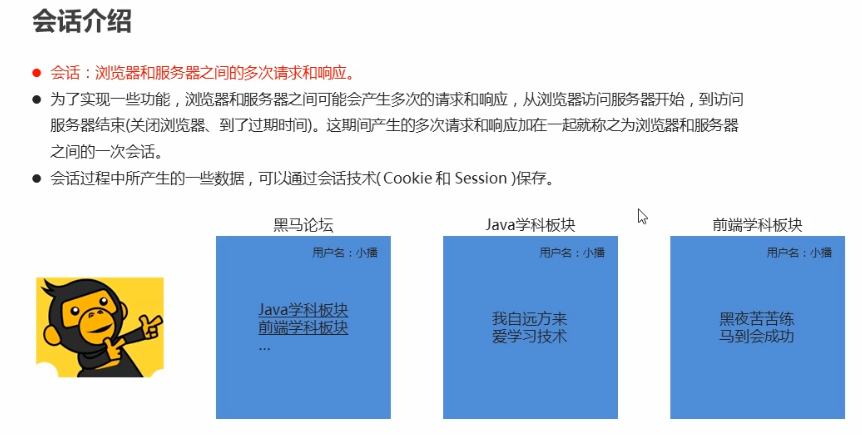 会话介绍
会话：浏览器和服务器之间的多次请求和响应。
为了实现一些功能，浏览器和服务器之间可能会产生多次的请求和响应，从浏览器访问服务器开始，到访问
服务器结束(关闭浏览器、到了过期时间)。这期间产生的多次请求和响应加在一起就称之为浏览器和服务器
之间的一次会话。
会话过程中所产生的一些数据，可以通过会话技术( Cookie 和 Session )保存。
黑马论坛
用户名：小播
Java学科板块
前端学科板块
...
Java学科板块
用户名：小播
我自远方来
爱学习技术
前端学科板块
用户名：小播
黑夜苦苦练
马到会成功